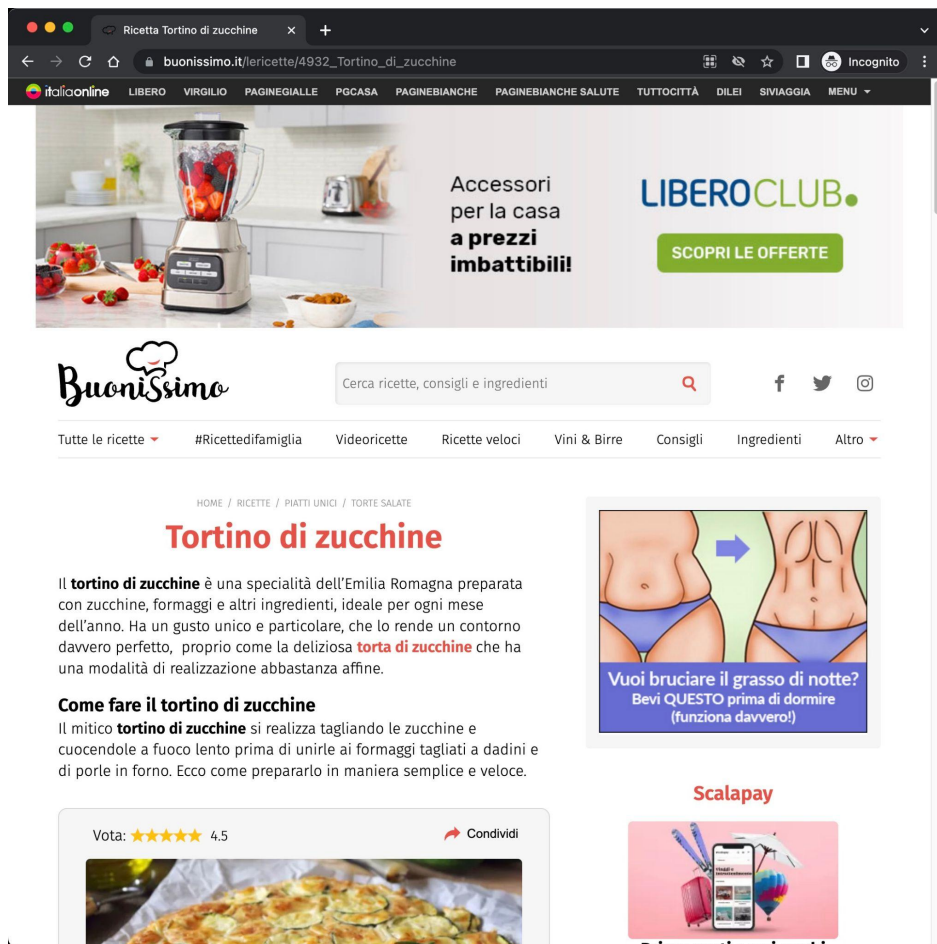 Ricetta Tortino di zucchine
buonissimo.it/lericette/4932_Tortino_di_zucchine
Incognito
italiaonline LIBERO VIRGILIO PAGINEGIALLE PGCASA PAGINEBIANCHE PAGINEBIANCHE SALUTE TUTTOCITTÀ DILEI SIVIAGGIA MENU
Accessori
per la casa
a prezzi
imbattibili!
LIBEROCLUB.
SCOPRI LE OFFERTE
BuoniSsimo
Cerca ricette, consigli e ingredienti
Tutte le ricette #Ricettedifamiglia Videoricette Ricette veloci Vini & Birre Consigli Ingredienti Altro
HOME / RICETTE / PIATTI UNICI / TORTE SALATE
Tortino di zucchine
Il tortino di zucchine è una specialità dell'Emilia Romagna preparata
con zucchine, formaggi e altri ingredienti, ideale per ogni mese
dell'anno. Ha un gusto unico e particolare, che lo rende un contorno
davvero perfetto, proprio come la deliziosa torta di zucchine che ha
una modalità di realizzazione abbastanza affine.
Come fare il tortino di zucchine
Il mitico tortino di zucchine si realizza tagliando le zucchine e
cuocendole a fuoco lento prima di unirle ai formaggi tagliati a dadini e
di porle in forno. Ecco come prepararlo in maniera semplice e veloce.
Vota: 4.5
Condividi
Vuoi bruciare il grasso di notte?
Bevi QUESTO prima di dormire
(funziona davvero!)
Scalapay